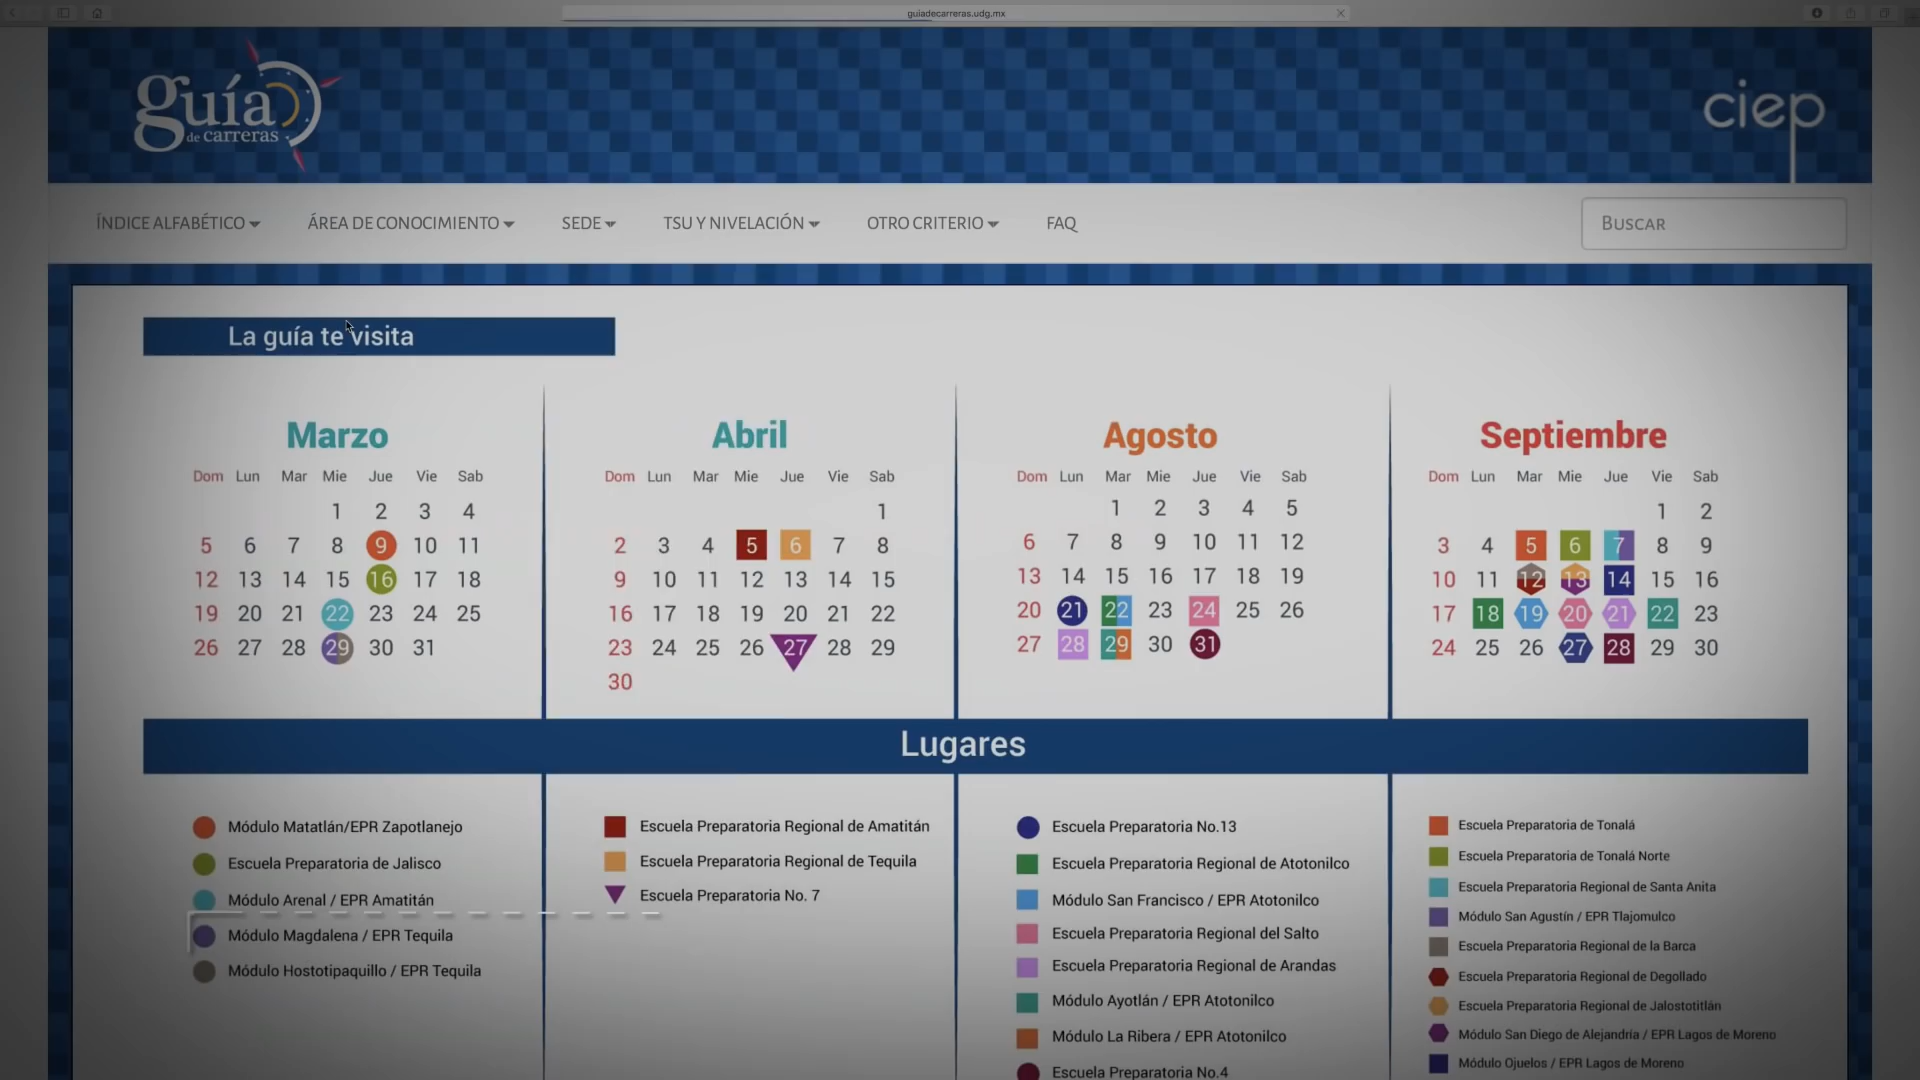 guiadecarreras.udg.mx
guía
de carreras
ciep
ÍNDICE ALFABÉTICO ÁREA DE CONOCIMIENTO SEDE TSU Y NIVELACIÓN OTRO CRITERIO FAQ BUSCAR
La guía te visita
Marzo
Dom Lun Mar Mie Jue Vie Sab
1 2 3 4
5 6 7 8 9 10 11
12 13 14 15 16 17 18
19 20 21 22 23 24 25
26 27 28 29 30 31
Abril
Dom Lun Mar Mie Jue Vie Sab
1
2 3 4 5 6 7 8
9 10 11 12 13 14 15
16 17 18 19 20 21 22
23 24 25 26 27 28 29
30
Agosto
Dom Lun Mar Mie Jue Vie Sab
1 2 3 4 5
6 7 8 9 10 11 12
13 14 15 16 17 18 19
20 21 22 23 24 25 26
27 28 29 30 31
Septiembre
Dom Lun Mar Mie Jue Vie Sab
1 2
3 4 5 6 7 8 9
10 11 12 13 14 15 16
17 18 19 20 21 22 23
24 25 26 27 28 29 30
Lugares
Módulo Matatlán/EPR Zapotlanejo
Escuela Preparatoria de Jalisco
Módulo Arenal / EPR Amatitán
Módulo Magdalena / EPR Tequila
Módulo Hostotipaquillo / EPR Tequila
Escuela Preparatoria Regional de Amatitán
Escuela Preparatoria Regional de Tequila
Escuela Preparatoria No. 7
Escuela Preparatoria No.13
Escuela Preparatoria Regional de Atotonilco
Módulo San Francisco / EPR Atotonilco
Escuela Preparatoria Regional del Salto
Escuela Preparatoria Regional de Arandas
Módulo Ayotlán / EPR Atotonilco
Módulo La Ribera / EPR Atotonilco
Escuela Preparatoria No.4
Escuela Preparatoria de Tonalá
Escuela Preparatoria de Tonalá Norte
Escuela Preparatoria Regional de Santa Anita
Módulo San Agustín / EPR Tlajomulco
Escuela Preparatoria Regional de la Barca
Escuela Preparatoria Regional de Degollado
Escuela Preparatoria Regional de Jalostotitlán
Módulo San Diego de Alejandría / EPR Lagos de Moreno
Módulo Ojuelos / EPR Lagos de Moreno